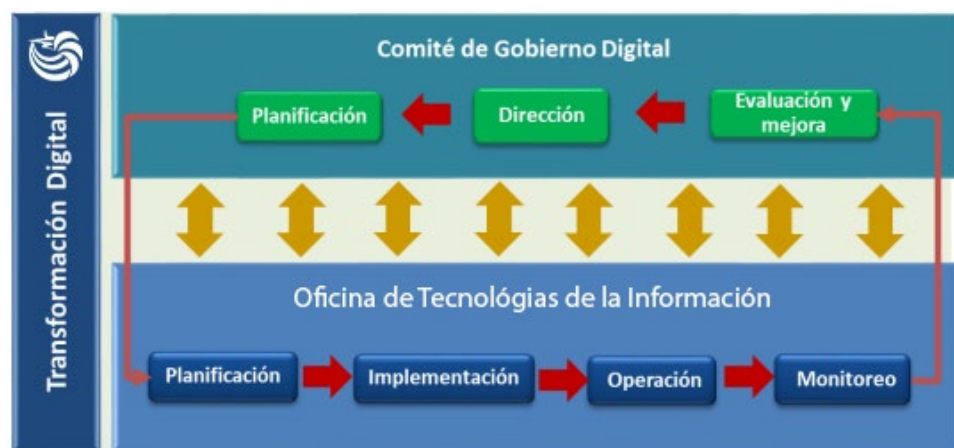 Transformación Digital
Comité de Gobierno Digital
Planificación
Dirección
Evaluación y
mejora
Oficina de Tecnológias de la Información
Planificación
Implementación
Operación
Monitoreo